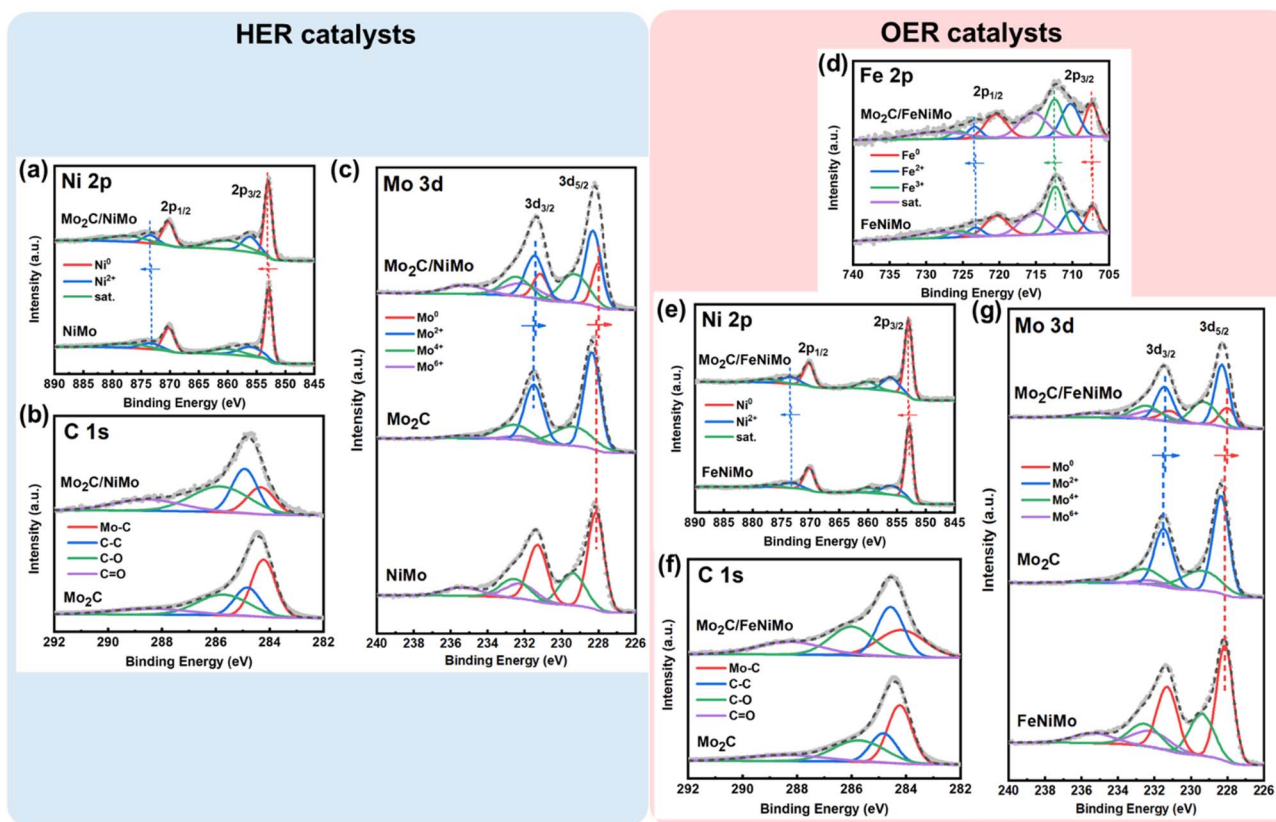 HER catalysts
OER catalysts
(a)
Ni 2p
2p1/2
2p3/2
Mo2C/NiMo
Ni0
Ni2+
sat.
NiMo
Intensity (a.u.)
890 885 880 875 870 865 860 855 850 845
Binding Energy (eV)
(b)
C 1s
Mo2C/NiMo
Mo-C
C-C
C-O
C=O
Mo2C
Intensity (a.u.)
292 290 288 286 284 282
Binding Energy (eV)
(c)
Mo 3d
3d5/2
3d3/2
Mo2C/NiMo
Mo0
Mo2+
Mo4+
Mo6+
Mo2C
NiMo
Intensity (a.u.)
240 238 236 234 232 230 228 226
Binding Energy (eV)
(d)
Fe 2p
2p1/2
2p3/2
Mo2C/FeNiMo
Fe0
Fe2+
Fe3+
sat.
FeNiMo
Intensity (a.u.)
740 735 730 725 720 715 710 705
Binding Energy (eV)
(e)
Ni 2p
2p1/2
2p3/2
Mo2C/FeNiMo
Ni0
Ni2+
sat.
FeNiMo
Intensity (a.u.)
890 885 880 875 870 865 860 855 850 845
Binding Energy (eV)
(f)
C 1s
Mo2C/FeNiMo
Mo-C
C-C
C-O
C=O
Mo2C
Intensity (a.u.)
292 290 288 286 284 282
Binding Energy (eV)
(g)
Mo 3d
3d5/2
3d3/2
Mo2C/FeNiMo
Mo0
Mo2+
Mo4+
Mo6+
Mo2C
FeNiMo
Intensity (a.u.)
240 238 236 234 232 230 228 226
Binding Energy (eV)